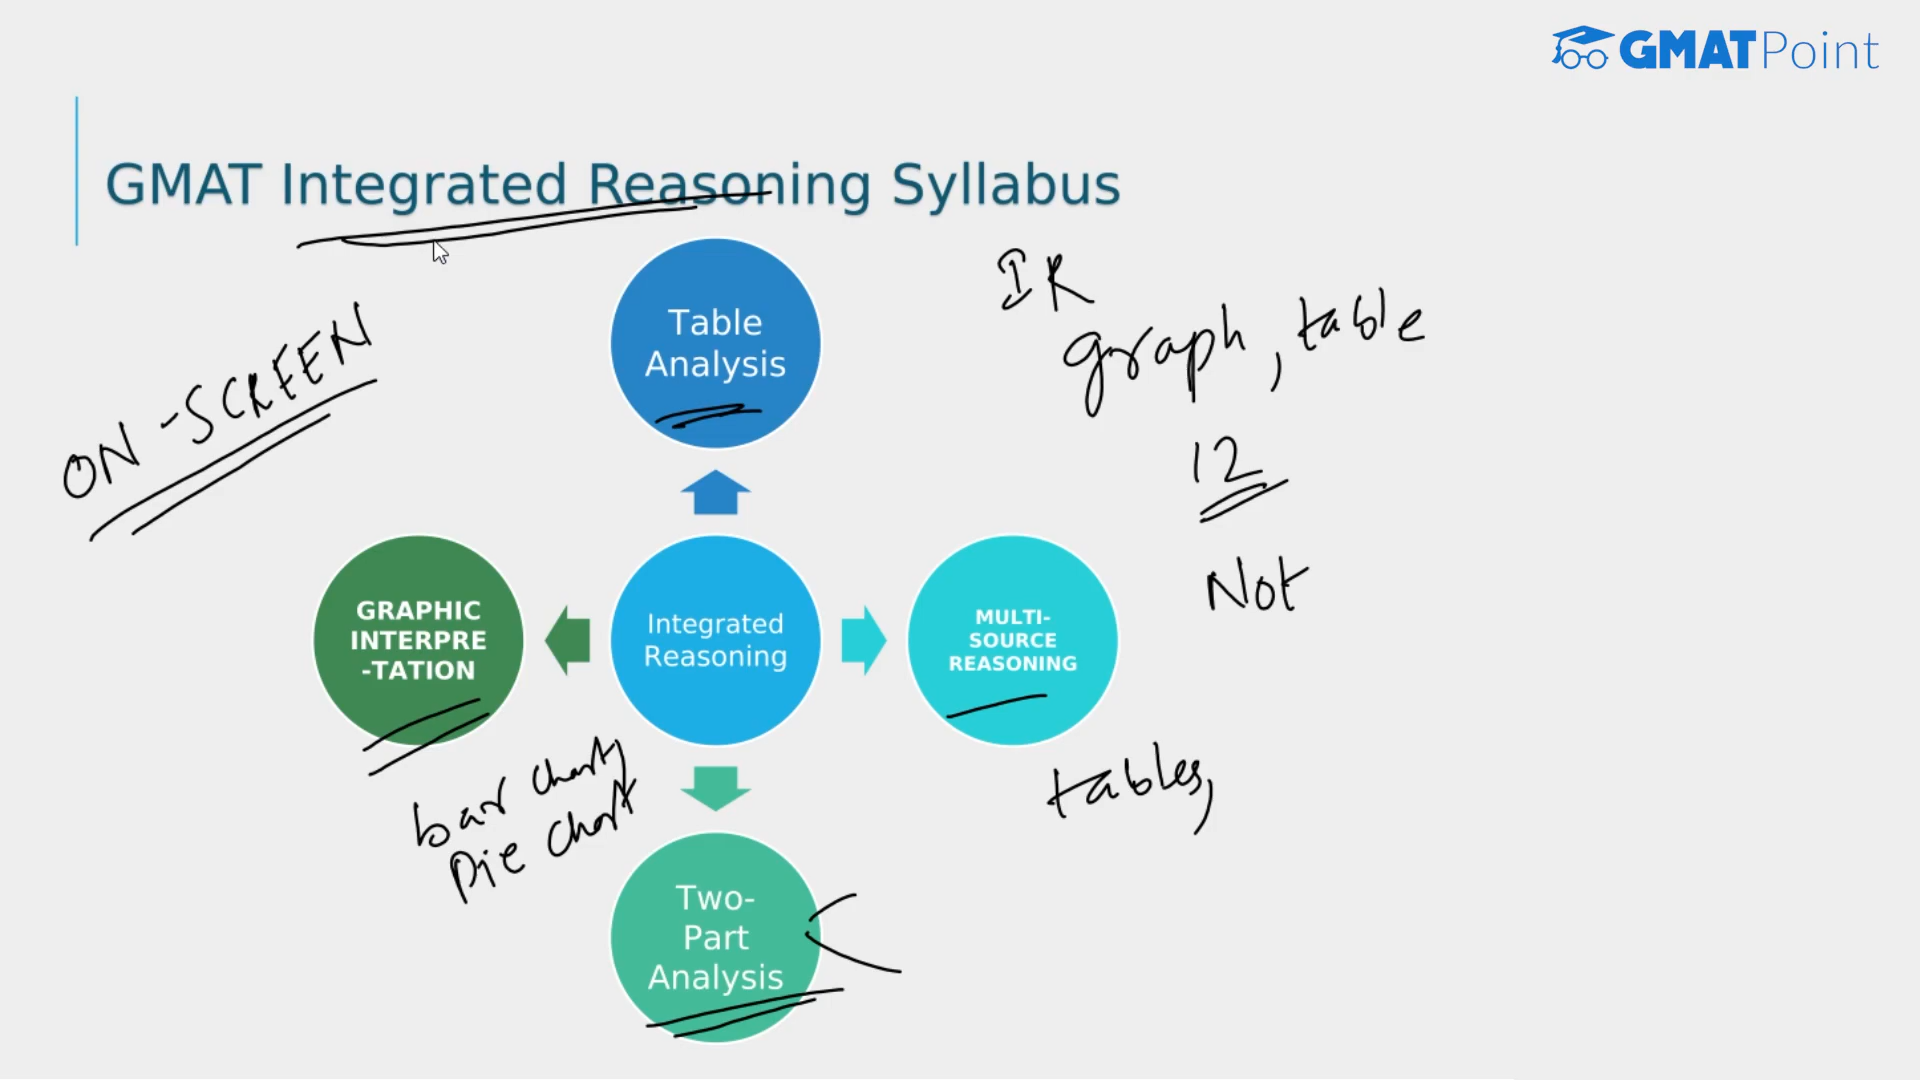 GMATPoint
GMAT Integrated Reasoning Syllabus
IR
graph, table
12
Not
ON-SCREEN
Table
Analysis
GRAPHIC
INTERPRE
-TATION
Integrated
Reasoning
MULTI-
SOURCE
REASONING
bar chart,
Pie chart
tables,
Two-
Part
Analysis